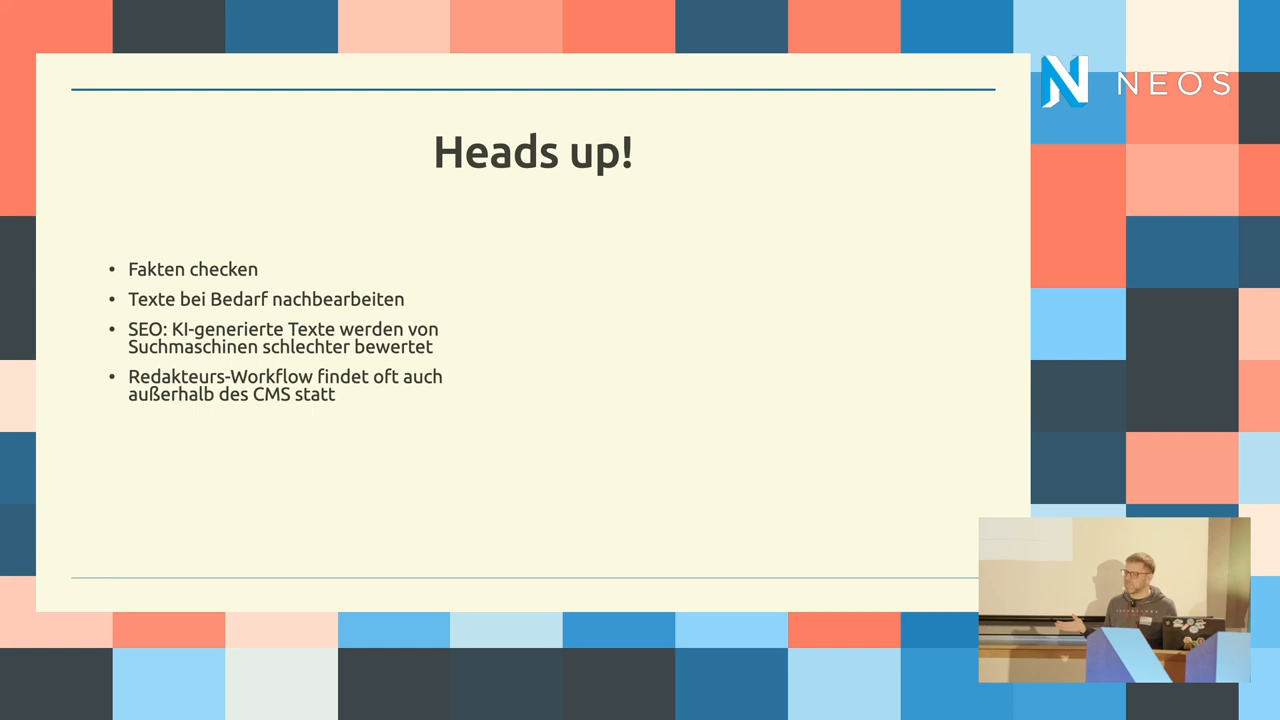 NEOS
Heads up!
• Fakten checken
• Texte bei Bedarf nachbearbeiten
• SEO: KI-generierte Texte werden von
Suchmaschinen schlechter bewertet
• Redakteurs-Workflow findet oft auch
außerhalb des CMS statt